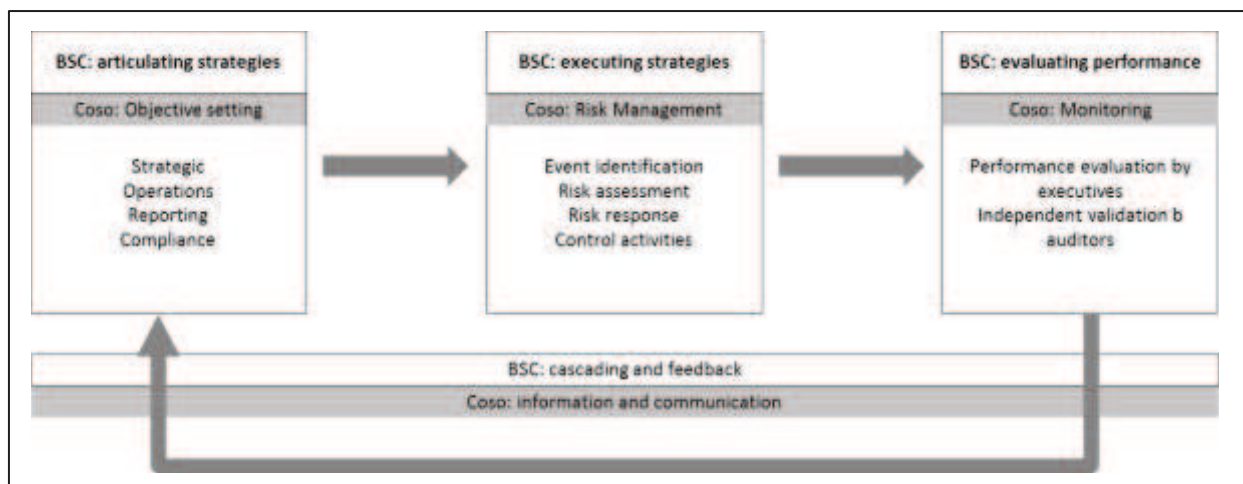 BSC: articulating strategies
Coso: Objective setting
Strategic
Operations
Reporting
Compliance
BSC: executing strategies
Coso: Risk Management
Event identification
Risk assessment
Risk response
Control activities
BSC: evaluating performance
Coso: Monitoring
Performance evaluation by
executives
Independent validation b
auditors
BSC: cascading and feedback
Coso: information and communication